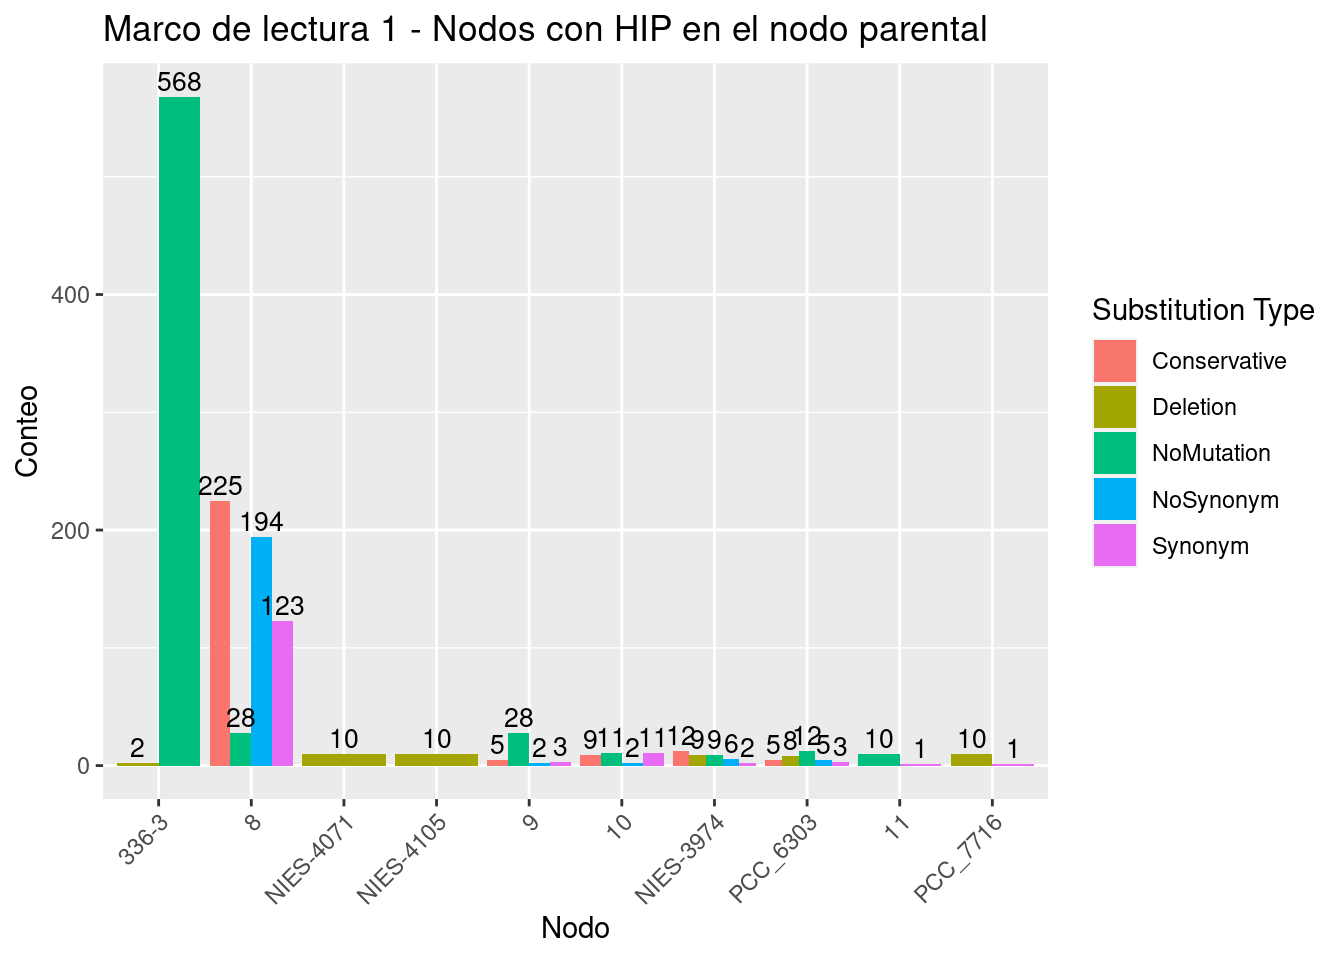 Marco de lectura 1 - Nodos con HIP en el nodo parental
Conteo
400
200
0
2
568
225
28
194
123
10
10
5
28
2
3
9
11
2
11
12
9
9
6
2
5
8
12
5
3
10
1
10
1
336-3
8
NIES-4071
NIES-4105
9
10
NIES-3974
PCC_6303
11
PCC_7716
Nodo
Substitution Type
Conservative
Deletion
NoMutation
NoSynonym
Synonym